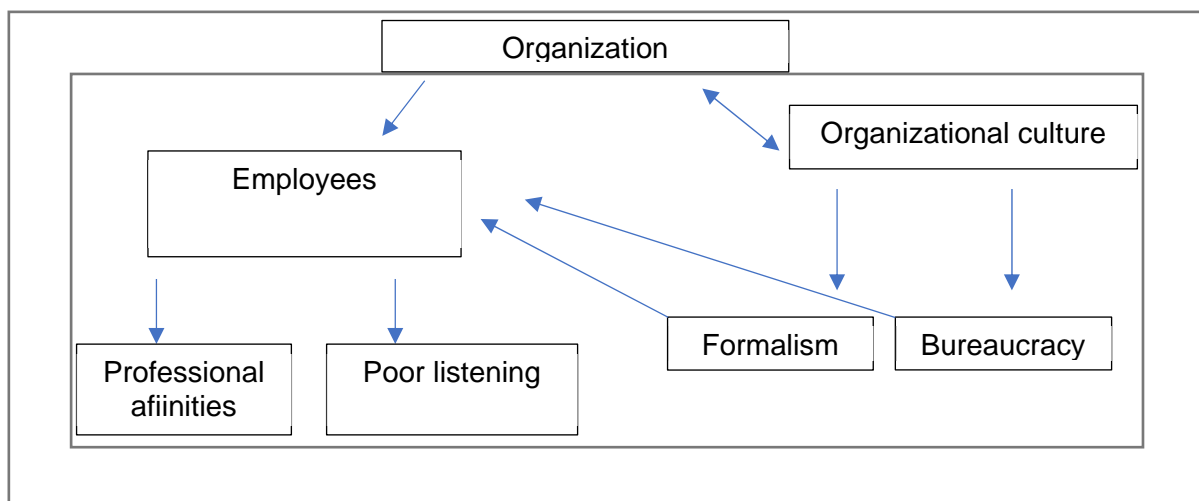 Organization
Organizational culture
Employees
Formalism
Bureaucracy
Professional
afiinities
Poor listening